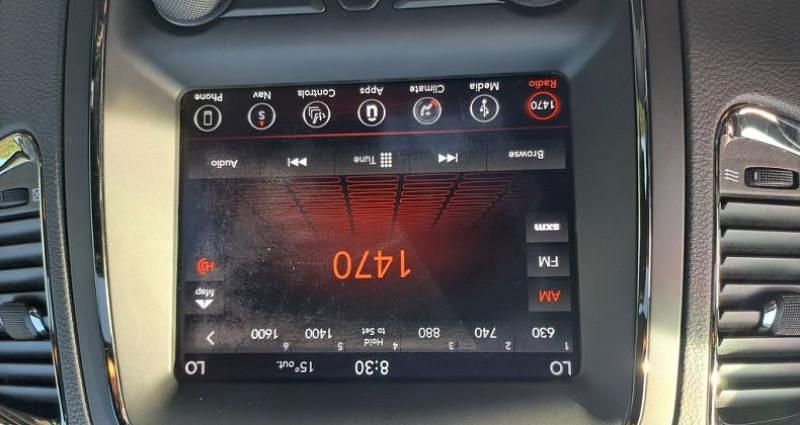 LO 8:30 15° out. LO
1 2 3 4 5 6
630 740 880 Hold to Set 1400 1600
AM
Map
1470
FM
HD
sxm
Browse Tune Audio
1470
Radio Media Climate Apps Controls Nav Phone
S